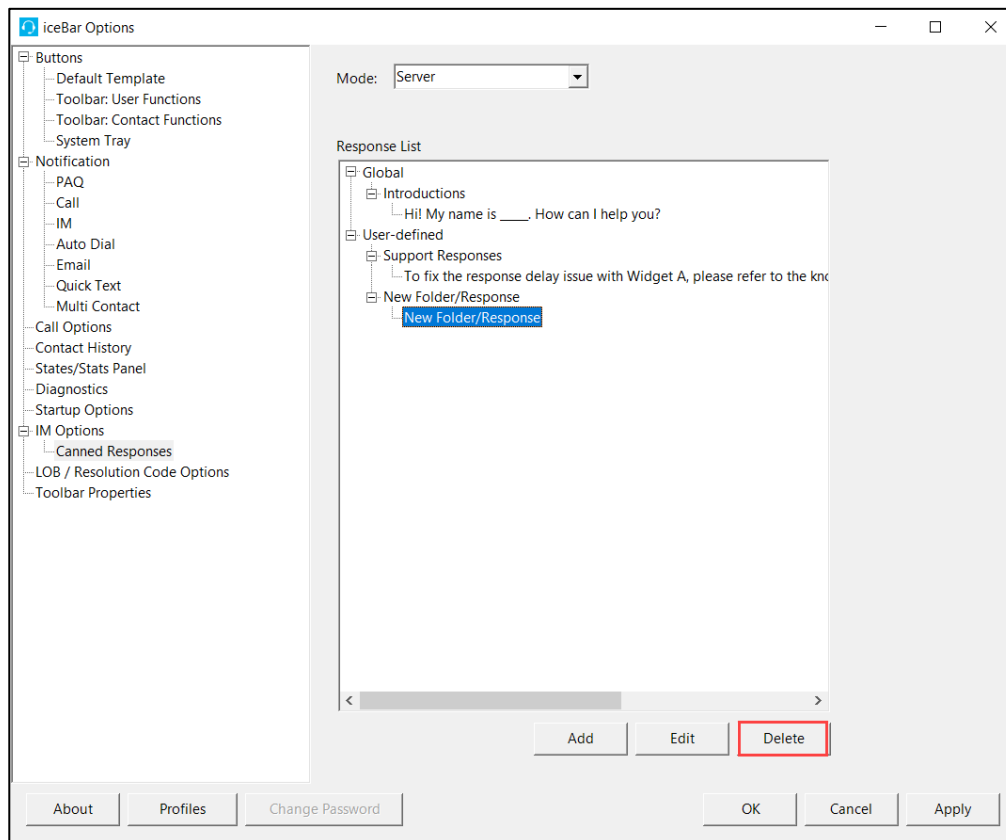 iceBar Options
Buttons
Default Template
Toolbar: User Functions
Toolbar: Contact Functions
System Tray
Notification
PAQ
Call
IM
Auto Dial
Email
Quick Text
Multi Contact
Call Options
Contact History
States/Stats Panel
Diagnostics
Startup Options
IM Options
Canned Responses
LOB / Resolution Code Options
Toolbar Properties
Mode: Server
Response List
Global
Introductions
Hi! My name is ____. How can I help you?
User-defined
Support Responses
To fix the response delay issue with Widget A, please refer to the kno
New Folder/Response
New Folder/Response
Add Edit Delete
About Profiles Change Password OK Cancel Apply